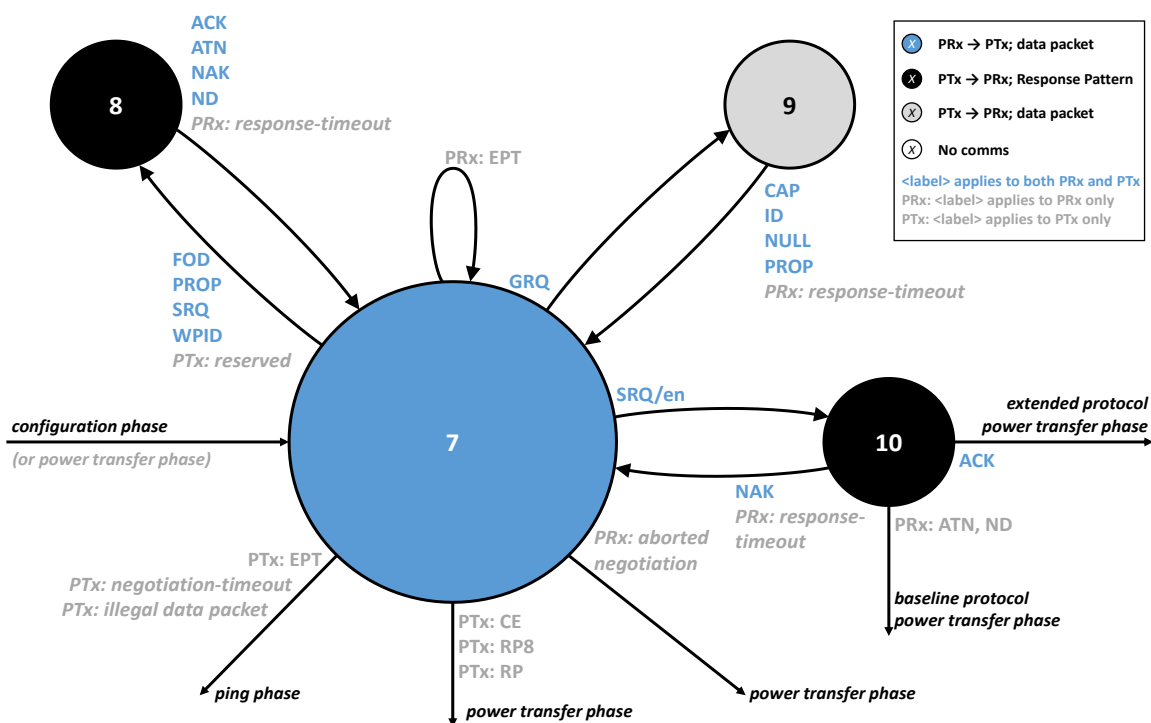 ACK
ATN
NAK
ND
PRx: response-timeout
8
PRx: EPT
9
X PRx → PTx; data packet
X PTx → PRx; Response Pattern
X PTx → PRx; data packet
X No comms
<label> applies to both PRx and PTx
PRx: <label> applies to PRx only
PTx: <label> applies to PTx only
FOD
PROP
SRQ
WPID
PTx: reserved
GRQ
CAP
ID
NULL
PROP
PRx: response-timeout
configuration phase
(or power transfer phase)
7
SRQ/en
10
extended protocol
power transfer phase
ACK
NAK
PRx: response-
timeout
PRx: ATN, ND
baseline protocol
power transfer phase
PRx: aborted
negotiation
PTx: EPT
PTx: negotiation-timeout
PTx: illegal data packet
PTx: CE
PTx: RP8
PTx: RP
ping phase
power transfer phase
power transfer phase